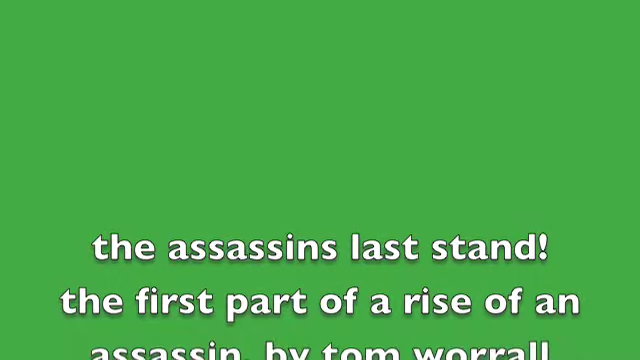 the assassins last stand!
the first part of a rise of an
assassin, by tom worrall